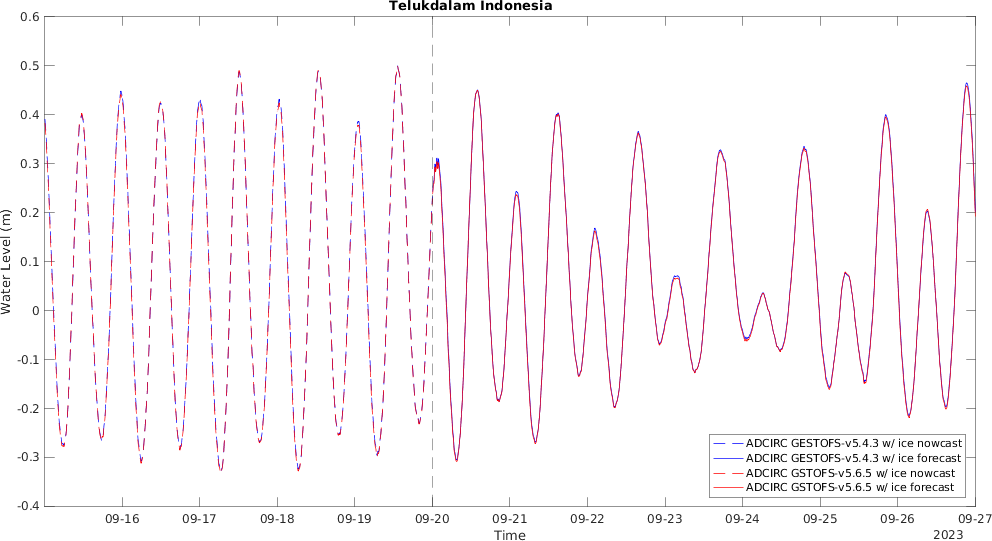 Telukdalam Indonesia
0.6
0.5
0.4
0.3
0.2
0.1
0
-0.1
-0.2
-0.3
-0.4
Water Level (m)
ADCIRC GESTOFS-v5.4.3 w/ ice nowcast
ADCIRC GESTOFS-v5.4.3 w/ ice forecast
ADCIRC GSTOFS-v5.6.5 w/ ice nowcast
ADCIRC GSTOFS-v5.6.5 w/ ice forecast
09-16 09-17 09-18 09-19 09-20 09-21 09-22 09-23 09-24 09-25 09-26 09-27
Time
2023